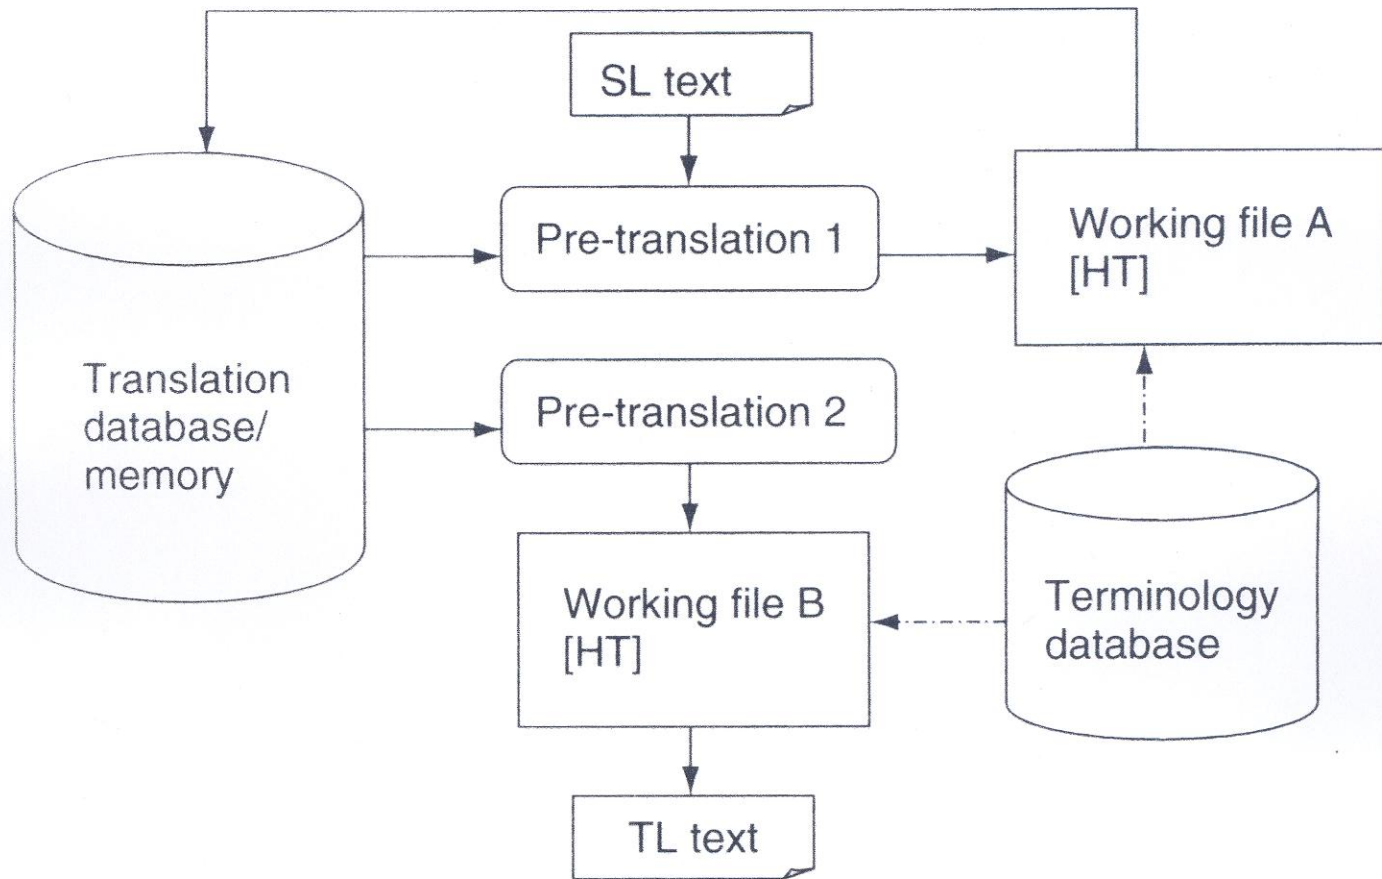 SL text
Pre-translation 1
Working file A
[HT]
Translation
database/
memory
Pre-translation 2
Working file B
[HT]
Terminology
database
TL text